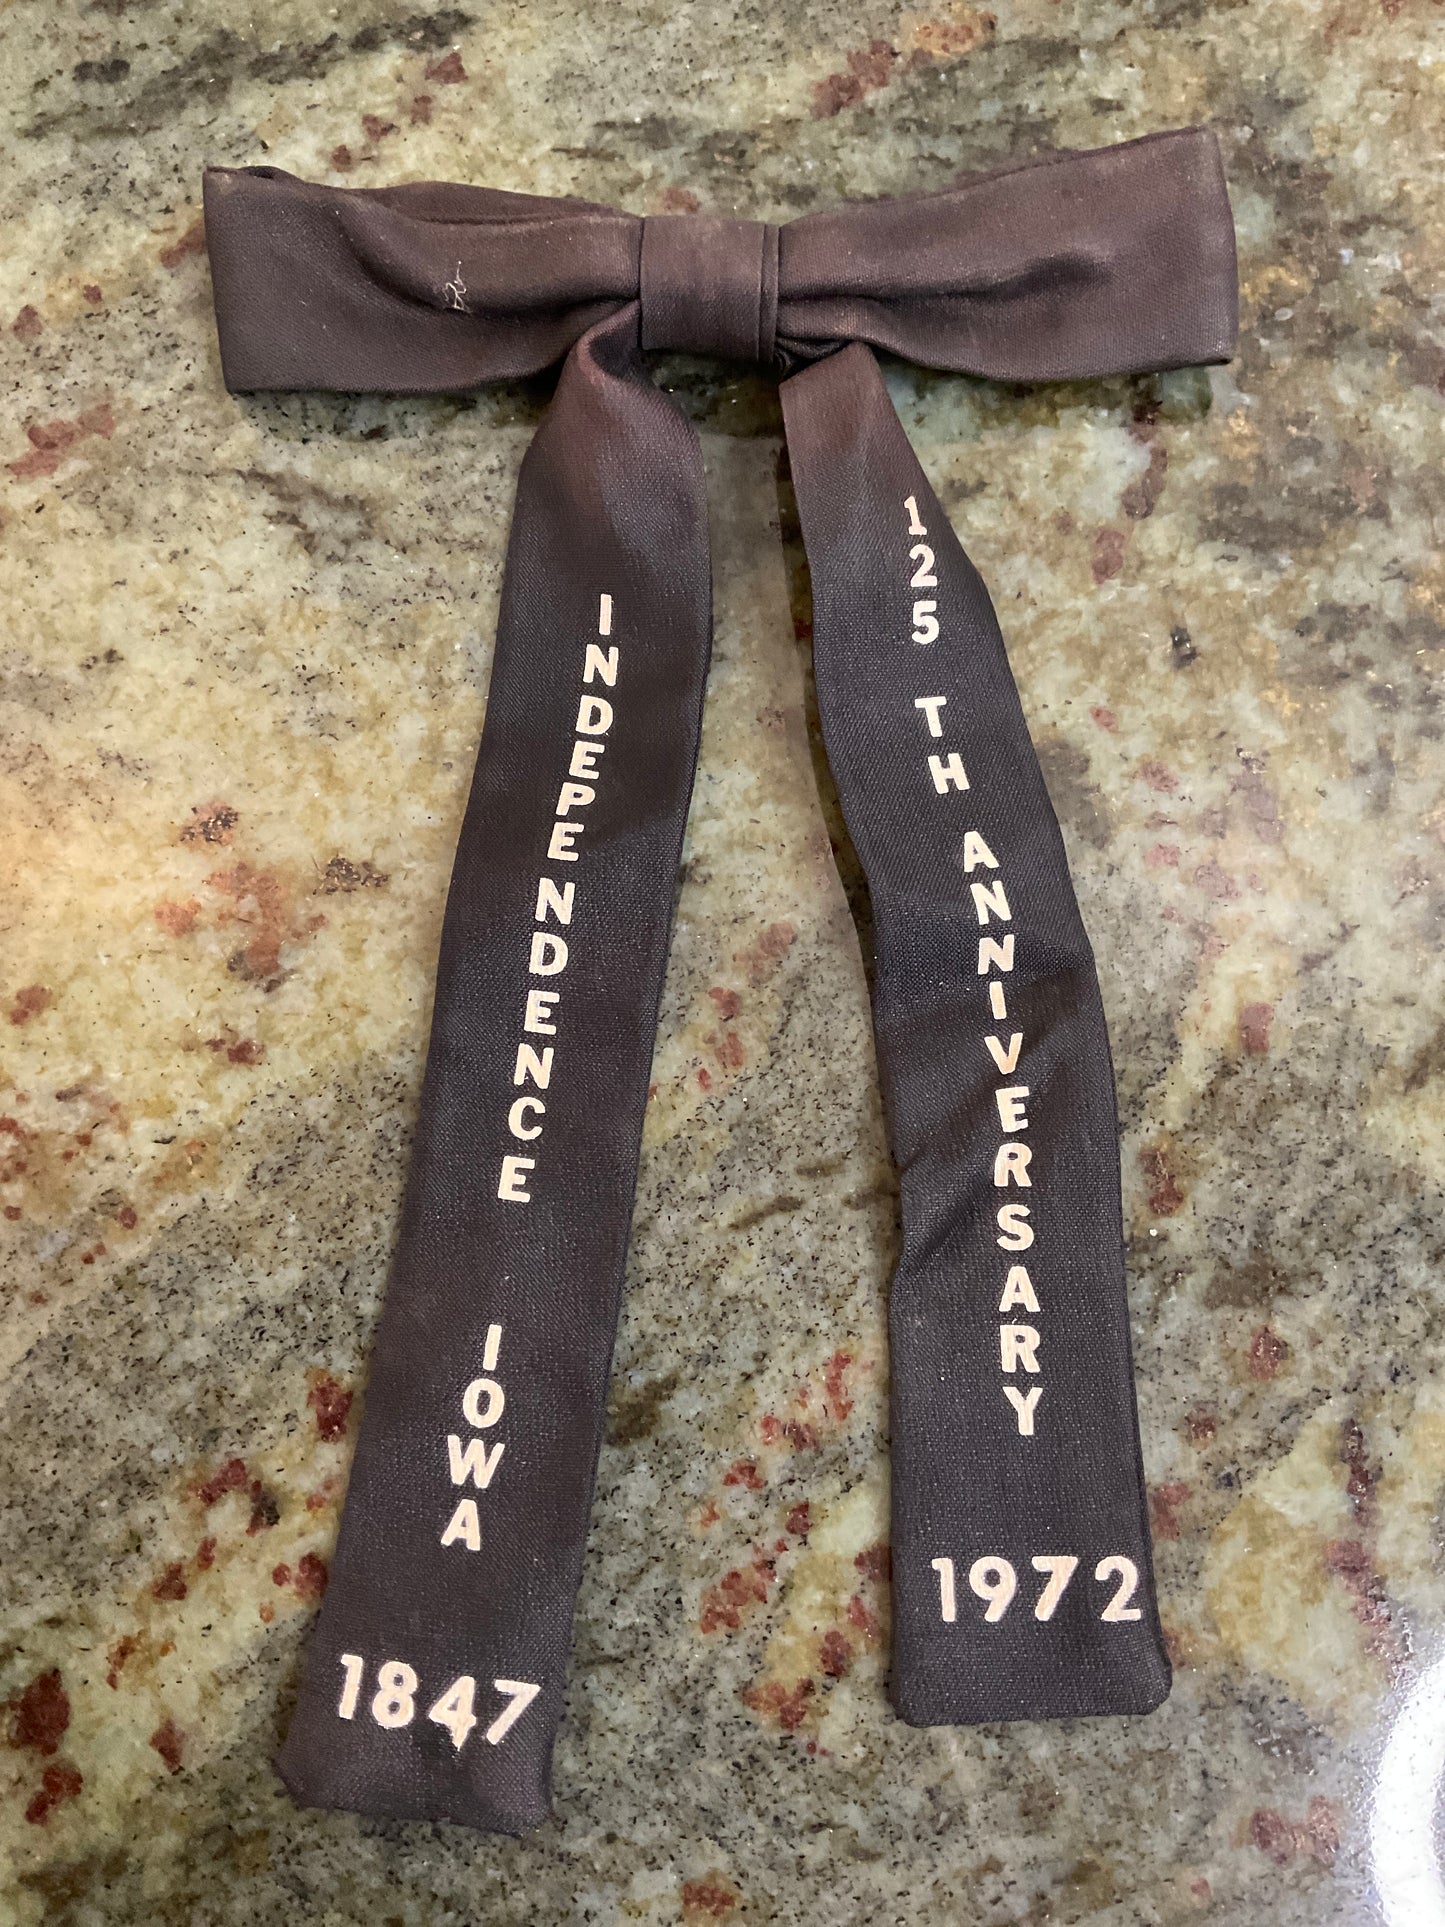 INDEPENDENCE IOWA
1847
125 TH ANNIVERSARY
1972